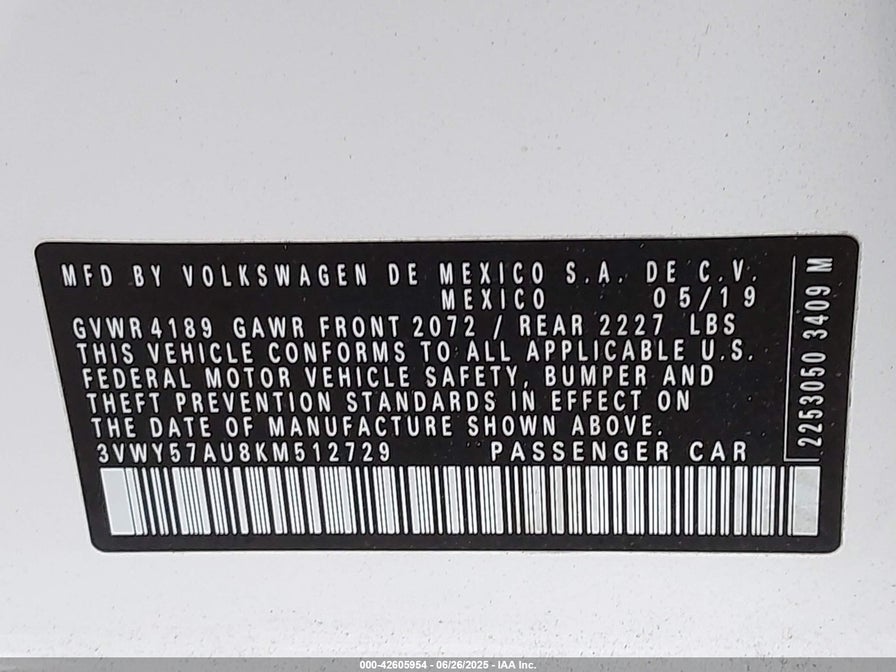 MFD BY VOLKSWAGEN DE MEXICO S.A. DE C.V.
MEXICO 05/19
GVWR 4189 GAWR FRONT 2072 / REAR 2227 LBS
THIS VEHICLE CONFORMS TO ALL APPLICABLE U.S.
FEDERAL MOTOR VEHICLE SAFETY, BUMPER AND
THEFT PREVENTION STANDARDS IN EFFECT ON
THE DATE OF MANUFACTURE SHOWN ABOVE.
3VWY57AU8KM512729 PASSENGER CAR
2253050 3409 M
000-42605954 - 06/26/2025 - IAA Inc.